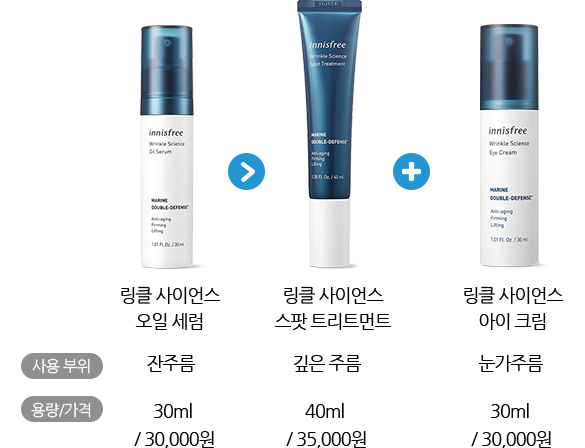 innisfree
Wrinkle Science
Oil Serum
MARINE
DOUBLE-DEFENSE™
Anti-aging
Firming
Lifting
1.01 FL Oz. / 30 ml
innisfree
Wrinkle Science
Spot Treatment
MARINE
DOUBLE-DEFENSE™
Anti-aging
Firming
Lifting
1.35 FL Oz. / 40 ml
innisfree
Wrinkle Science
Eye Cream
MARINE
DOUBLE-DEFENSE™
Anti-aging
Firming
Lifting
1.01 FL Oz. / 30 ml
링클 사이언스
오일 세럼
링클 사이언스
스팟 트리트먼트
링클 사이언스
아이 크림
사용 부위 잔주름 깊은 주름 눈가주름
용량/가격 30ml 40ml 30ml
/ 30,000원 / 35,000원 / 30,000원